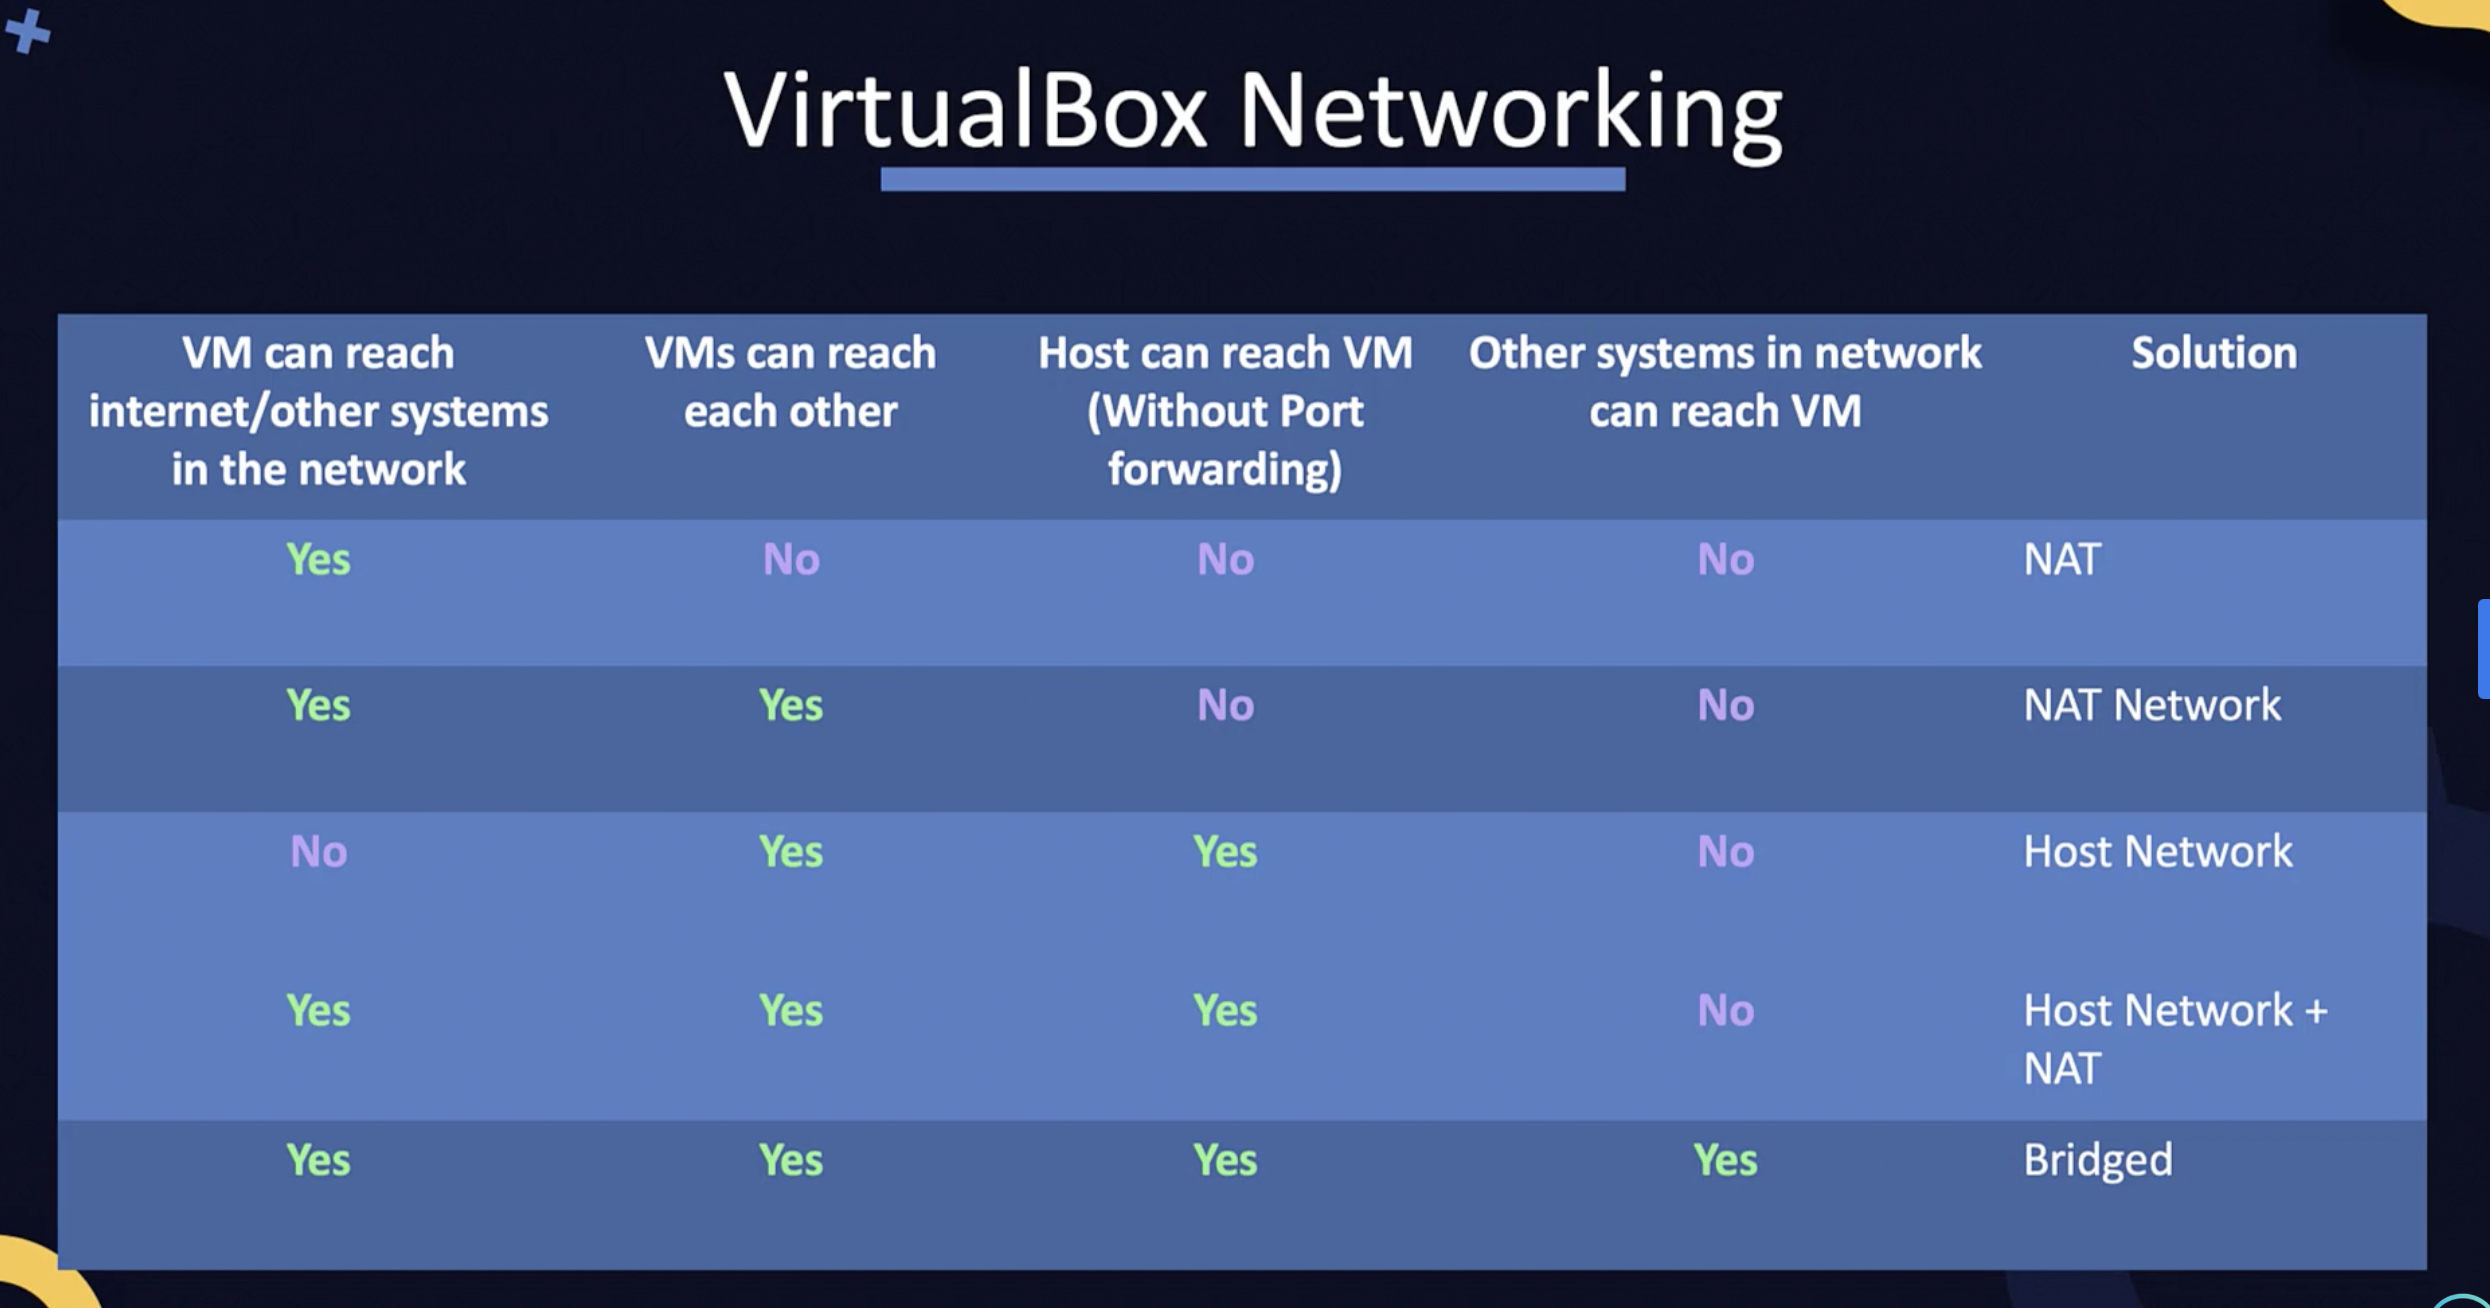 VirtualBox Networking
VM can reach
internet/other systems
in the network
VMs can reach
each other
Host can reach VM
(Without Port
forwarding)
Other systems in network
can reach VM
Solution
Yes No No No NAT
Yes Yes No No NAT Network
No Yes Yes No Host Network
Yes Yes Yes No Host Network +
NAT
Yes Yes Yes Yes Bridged